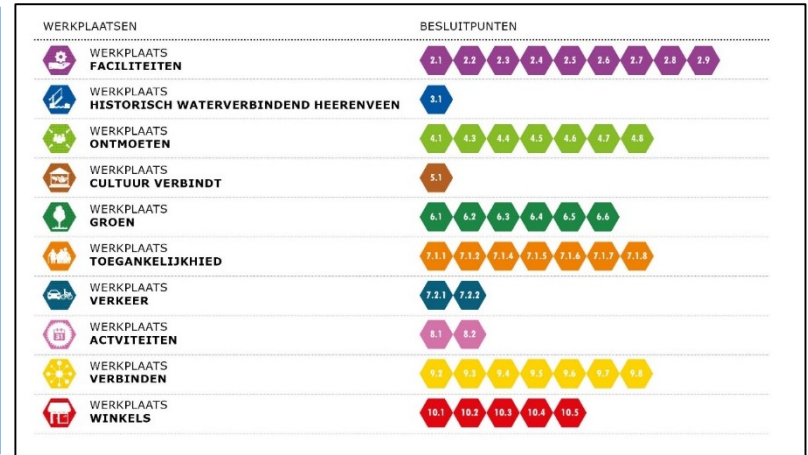 WERKPLAATSEN BESLUITPUNTEN
WERKPLAATS
FACILITEITEN
2.1 2.2 2.3 2.4 2.5 2.6 2.7 2.8 2.9
WERKPLAATS
HISTORISCH WATERVERBINDEND HEERENVEEN
3.1
WERKPLAATS
ONTMOETEN
4.1 4.3 4.4 4.5 4.6 4.7 4.8
WERKPLAATS
CULTUUR VERBINDT
5.1
WERKPLAATS
GROEN
6.1 6.2 6.3 6.4 6.5 6.6
WERKPLAATS
TOEGANKELIJKHIED
7.1.1 7.1.2 7.1.4 7.1.5 7.1.6 7.1.7 7.1.8
WERKPLAATS
VERKEER
7.2.1 7.2.2
31
WERKPLAATS
ACTVITEITEN
8.1 8.2
WERKPLAATS
VERBINDEN
9.2 9.3 9.4 9.5 9.6 9.7 9.8
WERKPLAATS
WINKELS
10.1 10.2 10.3 10.4 10.5